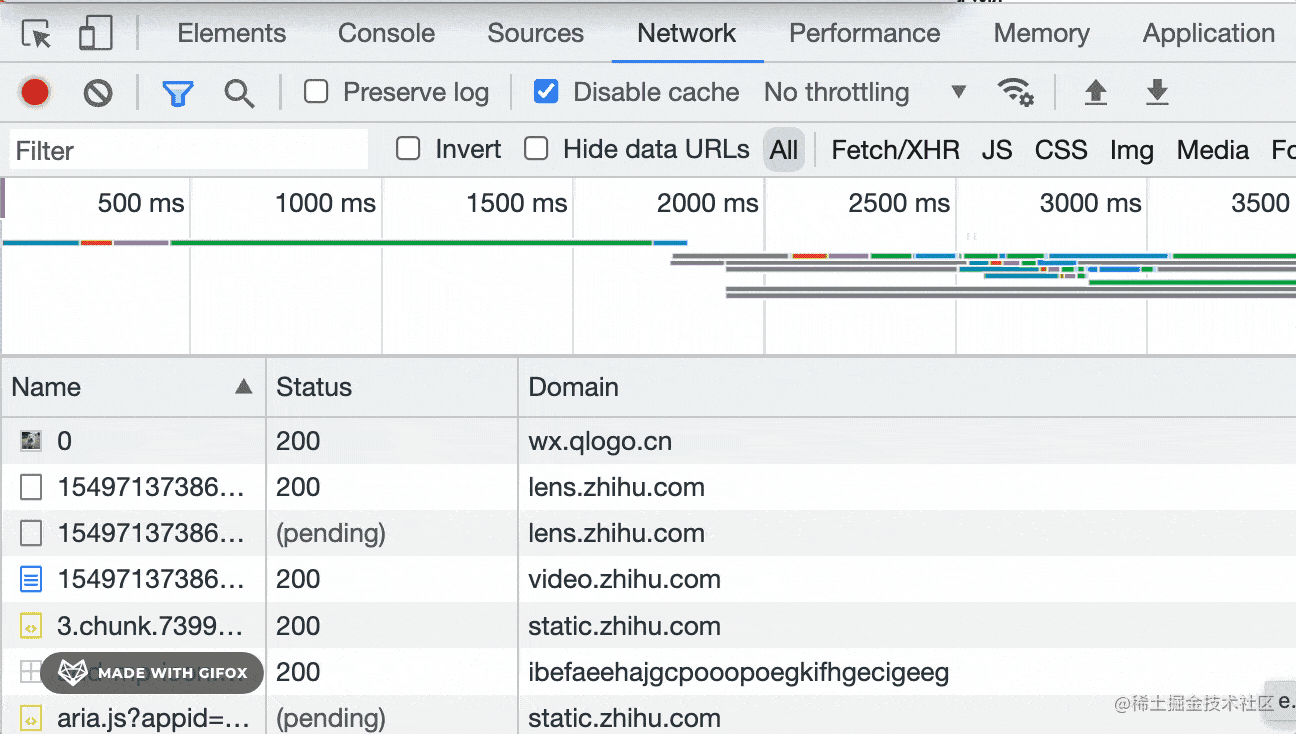 Elements Console Sources Network Performance Memory Application
Preserve log Disable cache No throttling
Filter Invert Hide data URLs All Fetch/XHR JS CSS Img Media Fo
500 ms 1000 ms 1500 ms 2000 ms 2500 ms 3000 ms 3500
Name Status Domain
0 200 wx.qlogo.cn
15497137386... 200 lens.zhihu.com
15497137386... (pending) lens.zhihu.com
15497137386... 200 video.zhihu.com
3.chunk.7399... 200 static.zhihu.com
MADE WITH GIFOX 200 ibefaeehajgcpooopoegkifhgecigeeg
aria.js?appid=... (pending) static.zhihu.com
@稀土掘金技术社区 e.